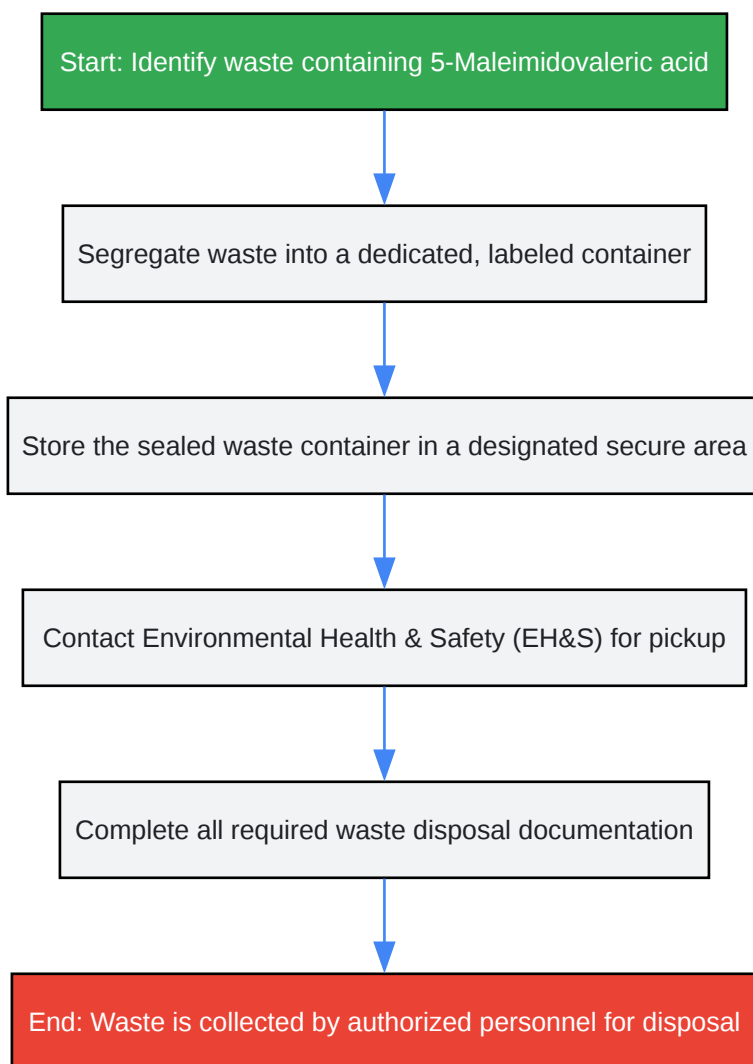 Start: Identify waste containing 5-Maleimidovaleric acid
Segregate waste into a dedicated, labeled container
Store the sealed waste container in a designated secure area
Contact Environmental Health & Safety (EH&S) for pickup
Complete all required waste disposal documentation
End: Waste is collected by authorized personnel for disposal